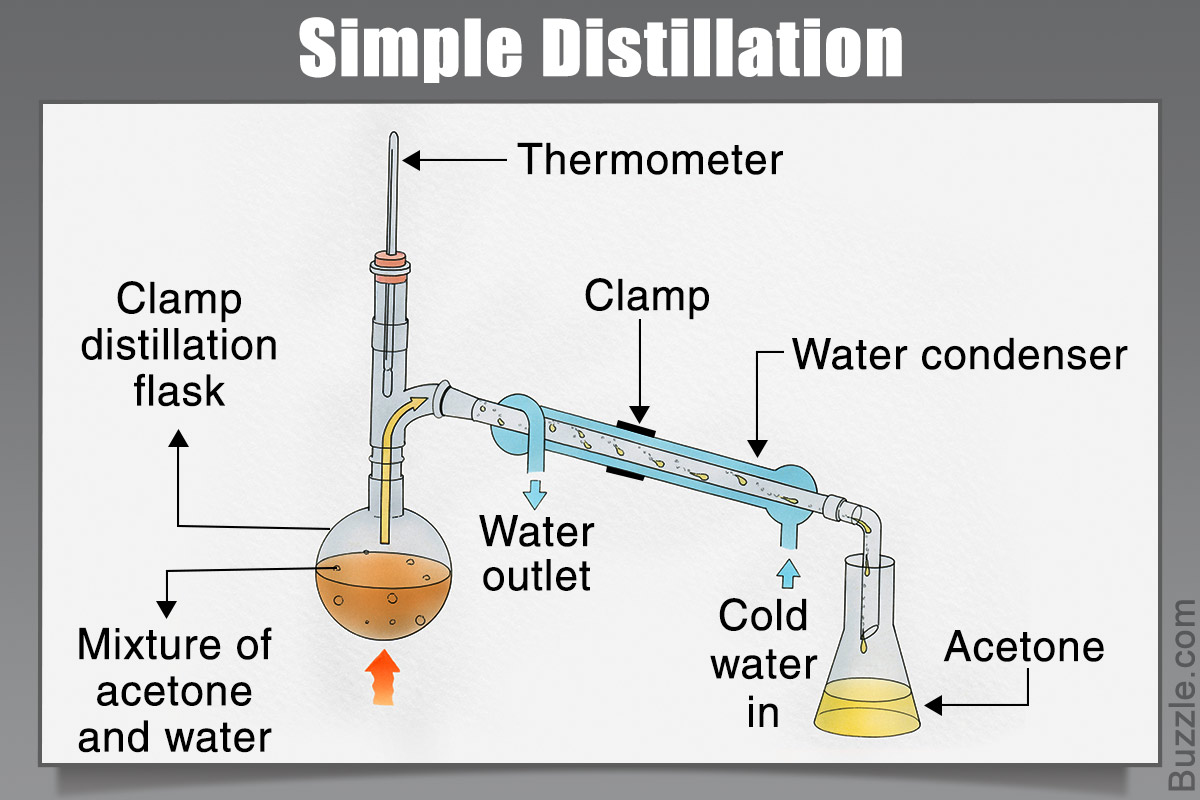 Simple Distillation
Thermometer
Clamp
distillation
flask
Clamp
Water condenser
Water
outlet
Cold
water
in
Mixture of
acetone
and water
Acetone
Buzzle.com